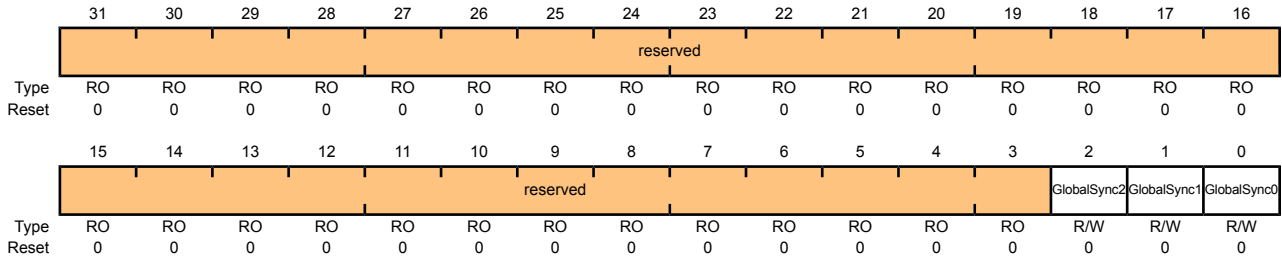 31 30 29 28 27 26 25 24 23 22 21 20 19 18 17 16
reserved
Type RO RO RO RO RO RO RO RO RO RO RO RO RO RO RO RO
Reset 0 0 0 0 0 0 0 0 0 0 0 0 0 0 0 0
15 14 13 12 11 10 9 8 7 6 5 4 3 2 1 0
reserved GlobalSync2 GlobalSync1 GlobalSync0
Type RO RO RO RO RO RO RO RO RO RO RO RO RO R/W R/W R/W
Reset 0 0 0 0 0 0 0 0 0 0 0 0 0 0 0 0